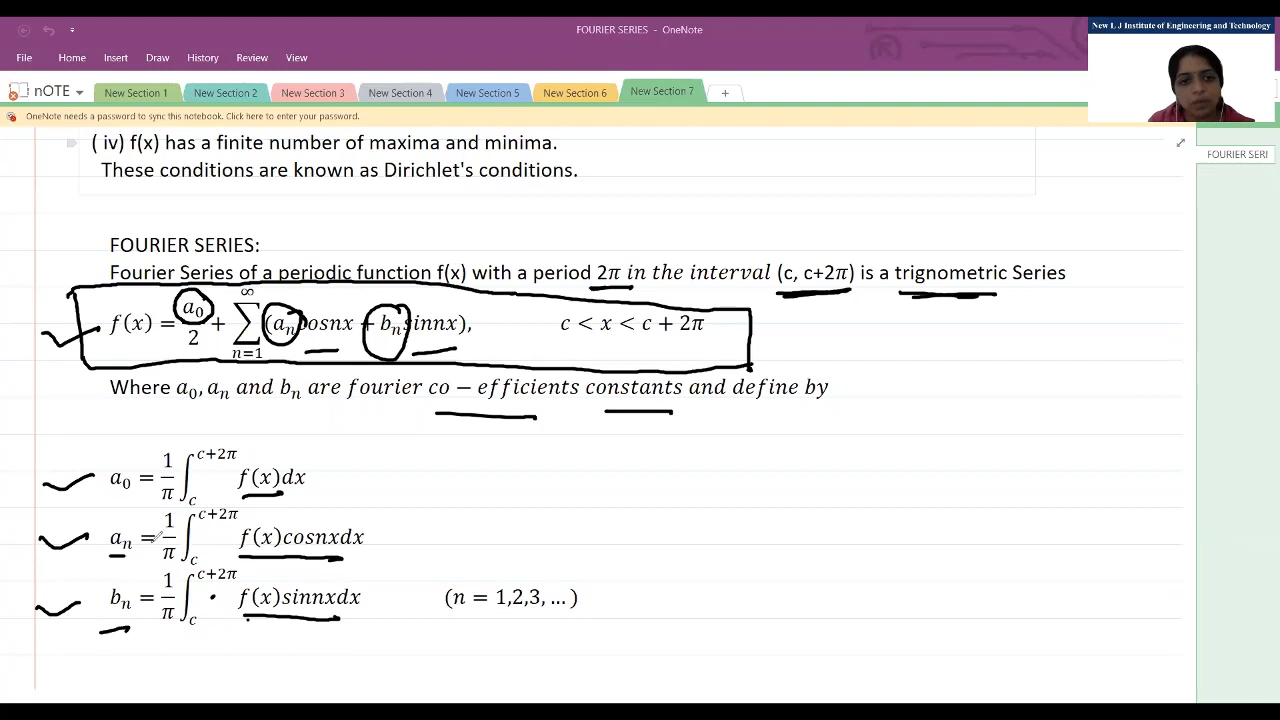 FOURIER SERIES - OneNote
New L J Institute of Engineering and Technology
File Home Insert Draw History Review View
nOTE New Section 1 New Section 2 New Section 3 New Section 4 New Section 5 New Section 6 New Section 7 +
OneNote needs a password to sync this notebook. Click here to enter your password.
( iv) f(x) has a finite number of maxima and minima.
These conditions are known as Dirichlet's conditions.
FOURIER SERI
FOURIER SERIES:
Fourier Series of a periodic function f(x) with a period 2π in the interval (c, c+2π) is a trignometric Series
f(x) = a₀/2 + ∑_{n=1}^{∞} (aₙcosnx + bₙsinnx), c < x < c + 2π
Where a₀, aₙ and bₙ are fourier co − efficients constants and define by
a₀ = 1/π ∫_c^{c+2π} f(x)dx
aₙ = 1/π ∫_c^{c+2π} f(x)cosnxdx
bₙ = 1/π ∫_c^{c+2π} f(x)sinnxdx (n = 1,2,3, … )